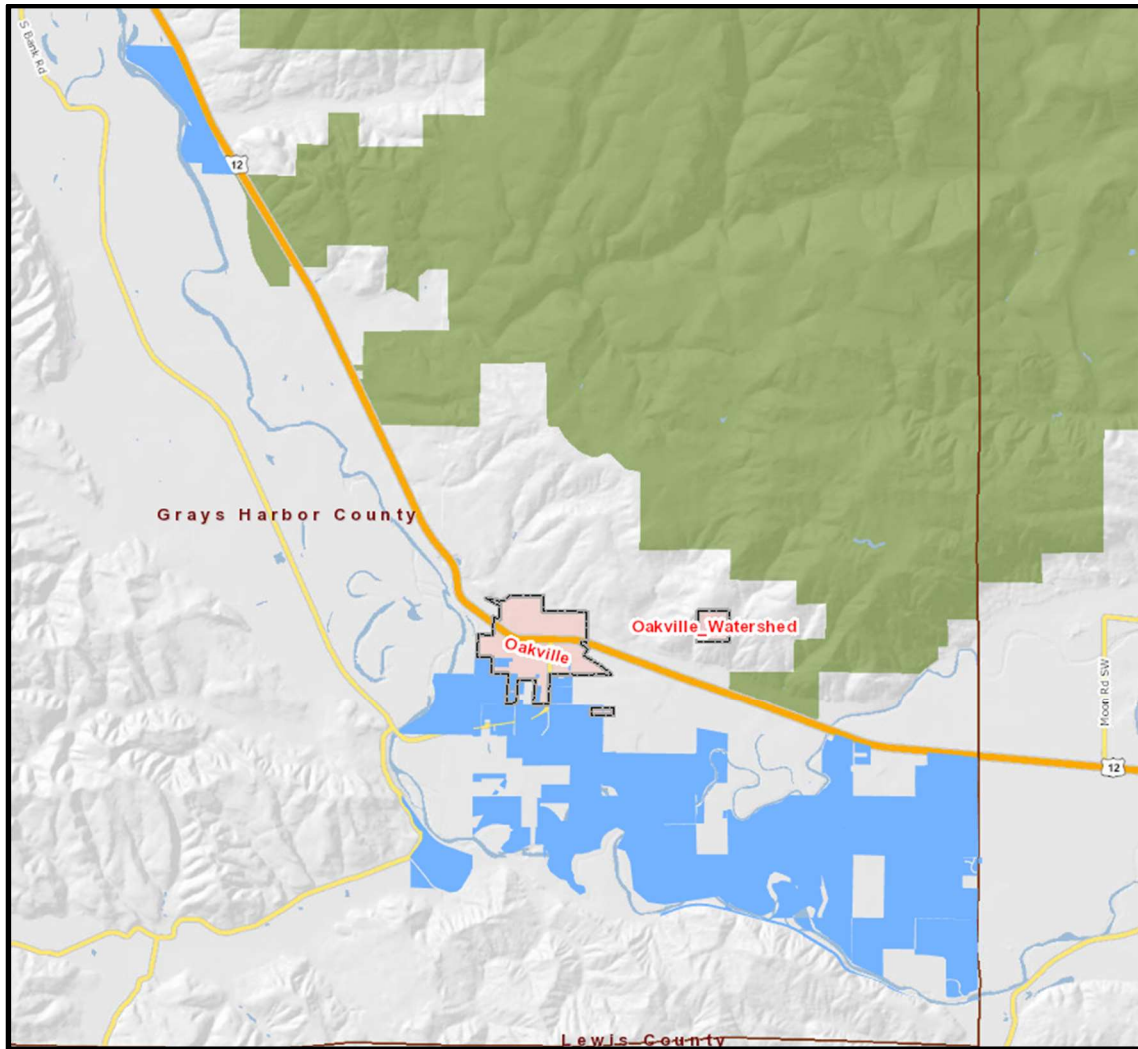 S Bank Rd
12
Grays Harbor County
Oakville_Watershed
Oakville
Moon Rd SW
12
Lewis County